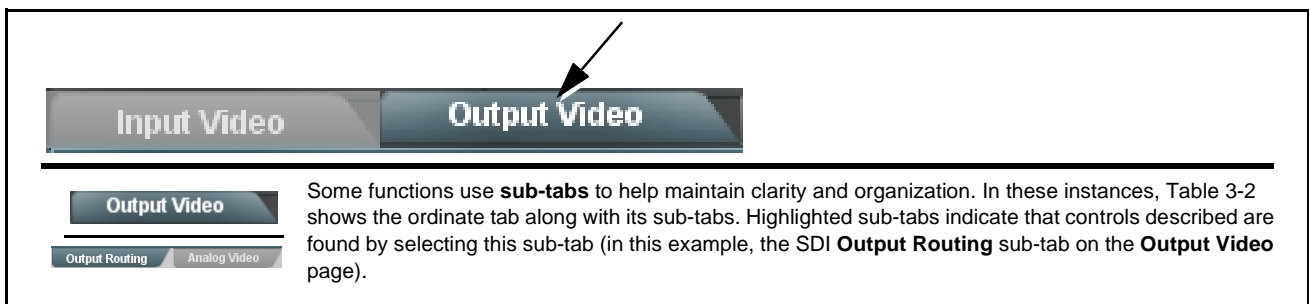 Input Video
Output Video
Output Video
Output Routing
Analog Video
Some functions use sub-tabs to help maintain clarity and organization. In these instances, Table 3-2
shows the ordinate tab along with its sub-tabs. Highlighted sub-tabs indicate that controls described are
found by selecting this sub-tab (in this example, the SDI Output Routing sub-tab on the Output Video
page).